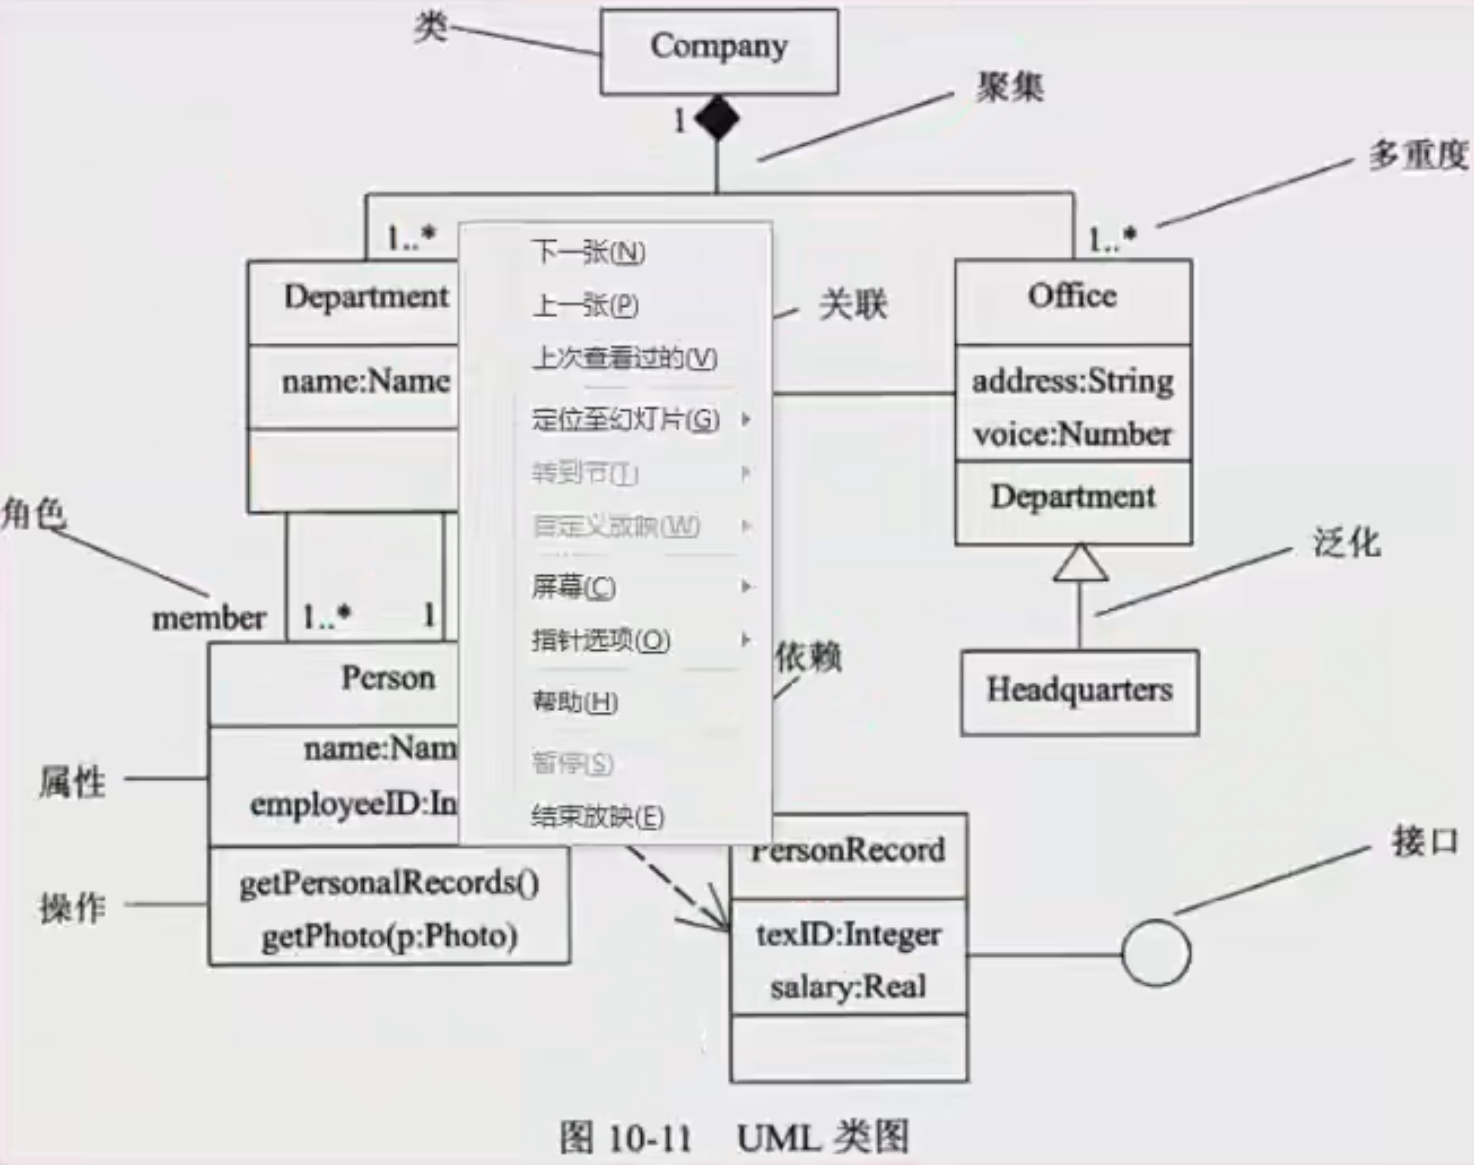 类
Company
聚集
1
多重度
1..*
1..*
Department
Office
关联
name:Name
address:String
voice:Number
Department
角色
member
1..*
1
泛化
Person
依赖
Headquarters
属性
name:Nam
employeeID:In
操作
getPersonalRecords()
getPhoto(p:Photo)
PersonRecord
接口
texID:Integer
salary:Real
下一张(N)
上一张(P)
上次查看过的(V)
定位至幻灯片(G)
转到节(T)
自定义放映(W)
屏幕(C)
指针选项(O)
帮助(H)
暂停(S)
结束放映(E)
图 10-11 UML 类图